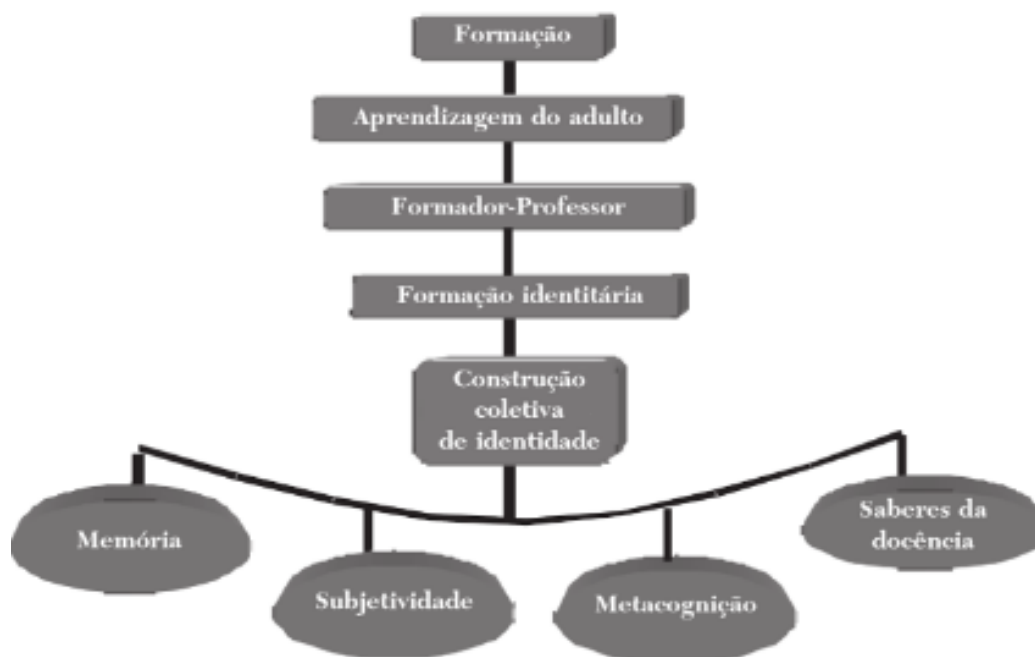 Formação
Aprendizagem do adulto
Formador-Professor
Formação identitária
Construção
coletiva
de identidade
Memória
Subjetividade
Metacognição
Saberes da
docência